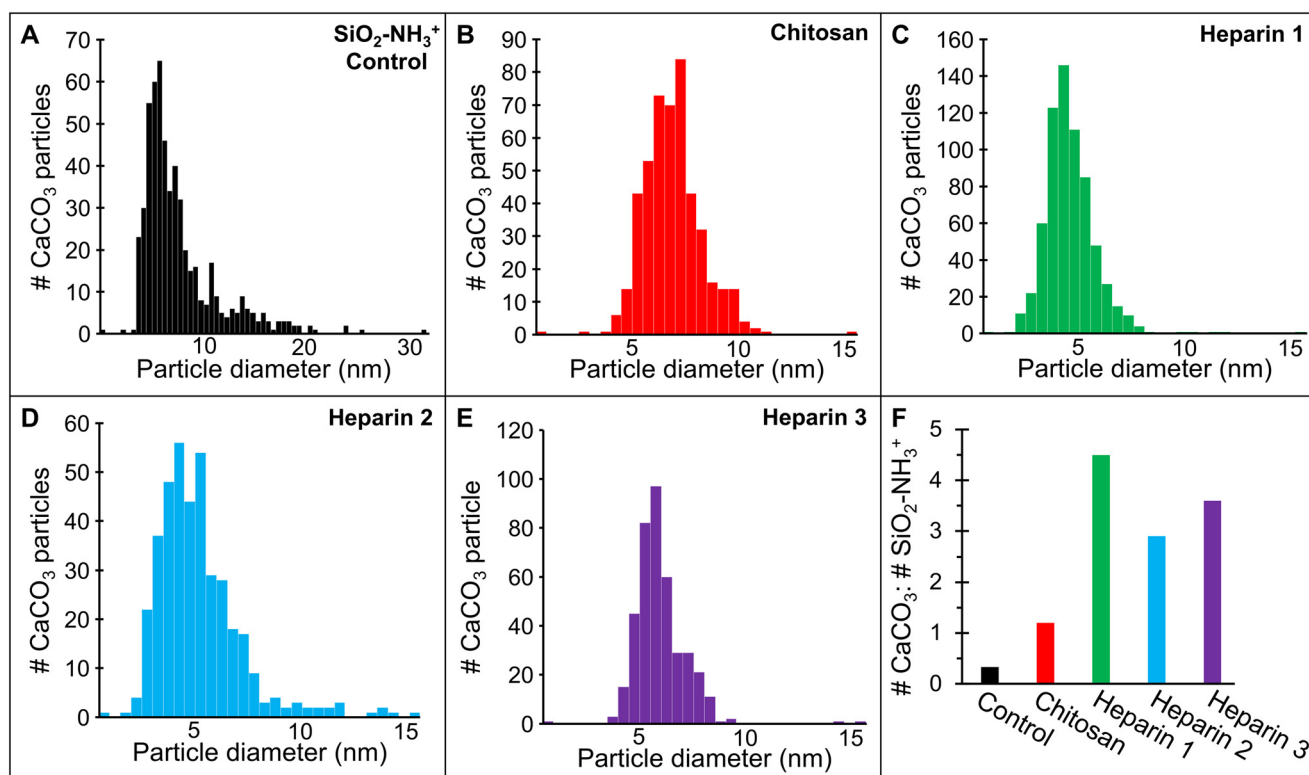 A
SiO2-NH3+
Control
# CaCO3 particles
70
60
50
40
30
20
10
0
10
20
30
Particle diameter (nm)
B
Chitosan
# CaCO3 particles
90
80
70
60
50
40
30
20
10
0
5
10
15
Particle diameter (nm)
C
Heparin 1
# CaCO3 particles
160
140
120
100
80
60
40
20
0
5
10
15
Particle diameter (nm)
D
Heparin 2
# CaCO3 particles
60
50
40
30
20
10
0
5
10
15
Particle diameter (nm)
E
Heparin 3
# CaCO3 particle
120
100
80
60
40
20
0
5
10
15
Particle diameter (nm)
F
# CaCO3: # SiO2-NH3+
5
4
3
2
1
0
Control
Chitosan
Heparin 1
Heparin 2
Heparin 3